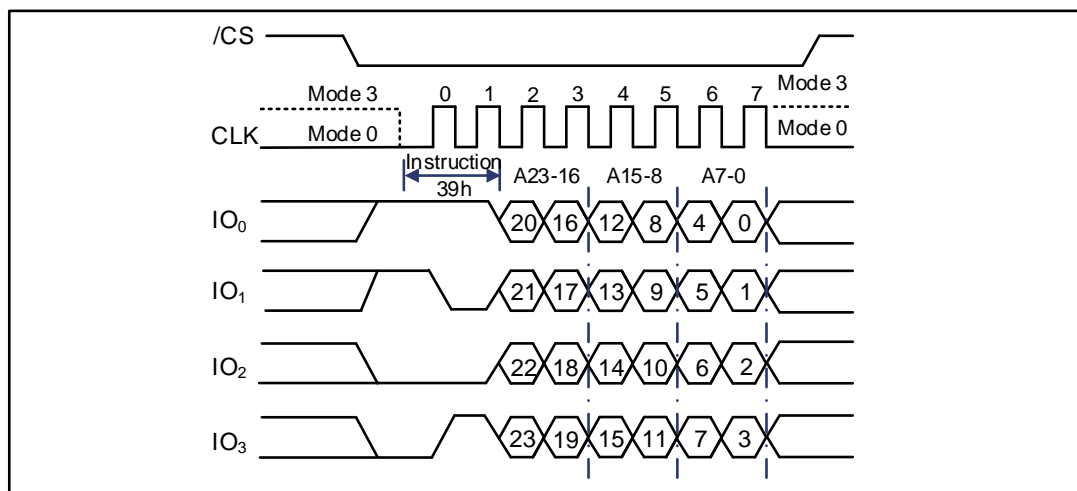 /CS
Mode 3 0 1 2 3 4 5 6 7 Mode 3
CLK Mode 0 Mode 0
Instruction
39h A23-16 A15-8 A7-0
IO0 20 16 12 8 4 0
IO1 21 17 13 9 5 1
IO2 22 18 14 10 6 2
IO3 23 19 15 11 7 3